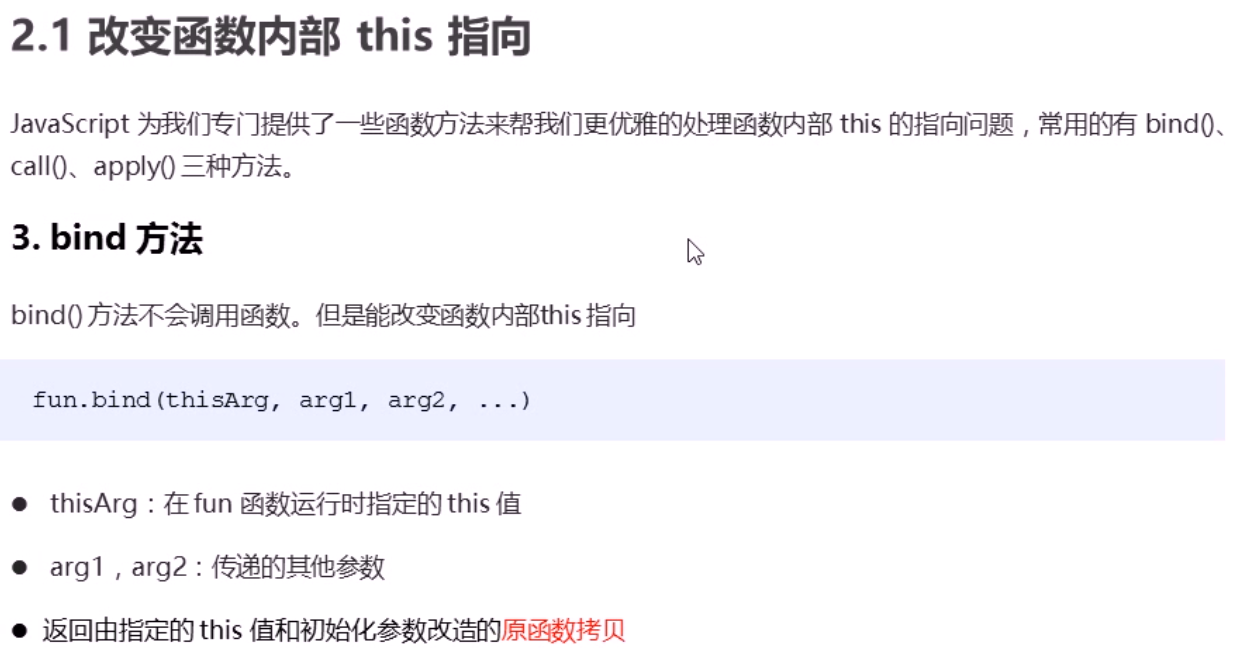 2.1 改变函数内部 this 指向
JavaScript 为我们专门提供了一些函数方法来帮我们更优雅的处理函数内部 this 的指向问题，常用的有 bind()、
call()、apply() 三种方法。
3. bind 方法
bind() 方法不会调用函数。但是能改变函数内部this 指向
fun.bind(thisArg, arg1, arg2, ...)
● thisArg：在 fun 函数运行时指定的 this 值
● arg1，arg2：传递的其他参数
● 返回由指定的 this 值和初始化参数改造的原函数拷贝